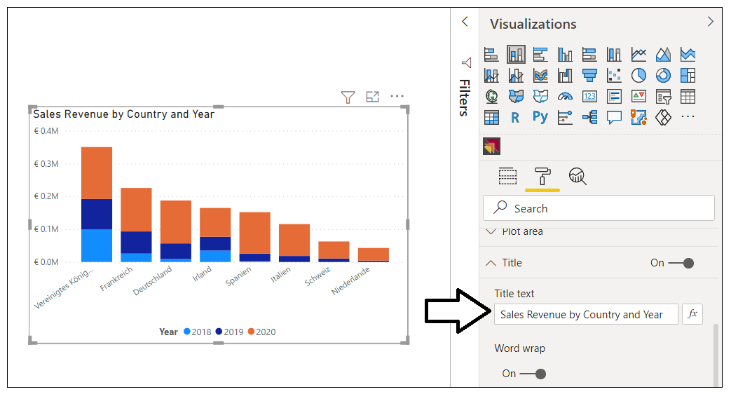 Visualizations
Filters
Sales Revenue by Country and Year
€ 0.4M
€ 0.3M
€ 0.2M
€ 0.1M
€ 0.0M
Vereinigtes König...
Frankreich
Deutschland
Irland
Spanien
Italien
Schweiz
Niederlande
Year 2018 2019 2020
123
R Py
Search
Plot area
Title On
Title text
Sales Revenue by Country and Year fx
Word wrap
On